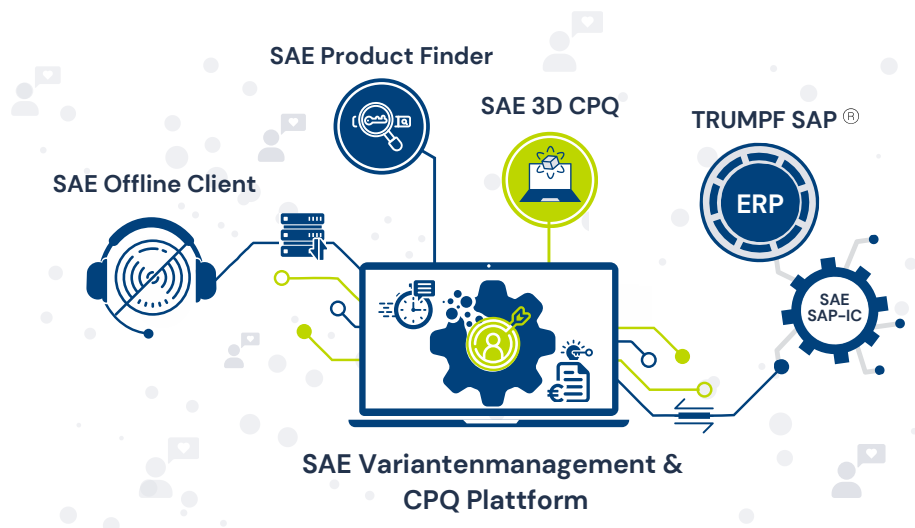 SAE Product Finder
SAE 3D CPQ
TRUMPF SAP ®
SAE Offline Client
ERP
SAE
SAP-IC
€
SAE Variantenmanagement &
CPQ Plattform